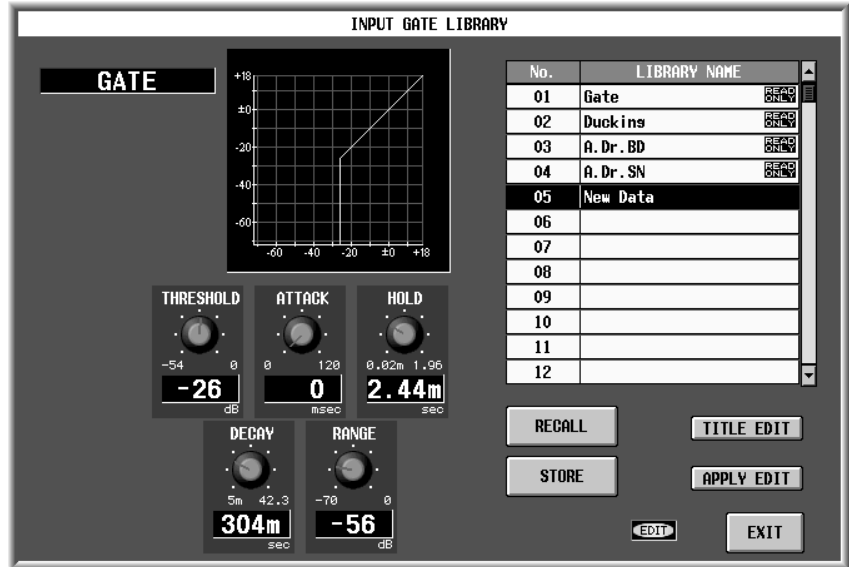 INPUT GATE LIBRARY
GATE
+18
±0
-20
-40
-60
-60 -40 -20 ±0 +18
THRESHOLD
-54 0
-26
dB
ATTACK
0 120
0
msec
HOLD
0.02m 1.96
2.44m
sec
DECAY
5m 42.3
304m
sec
RANGE
-70 0
-56
dB
No. LIBRARY NAME
01 Gate READ ONLY
02 Ducking READ ONLY
03 A.Dr.BD READ ONLY
04 A.Dr.SN READ ONLY
05 New Data
06
07
08
09
10
11
12
RECALL
TITLE EDIT
STORE
APPLY EDIT
EDIT
EXIT